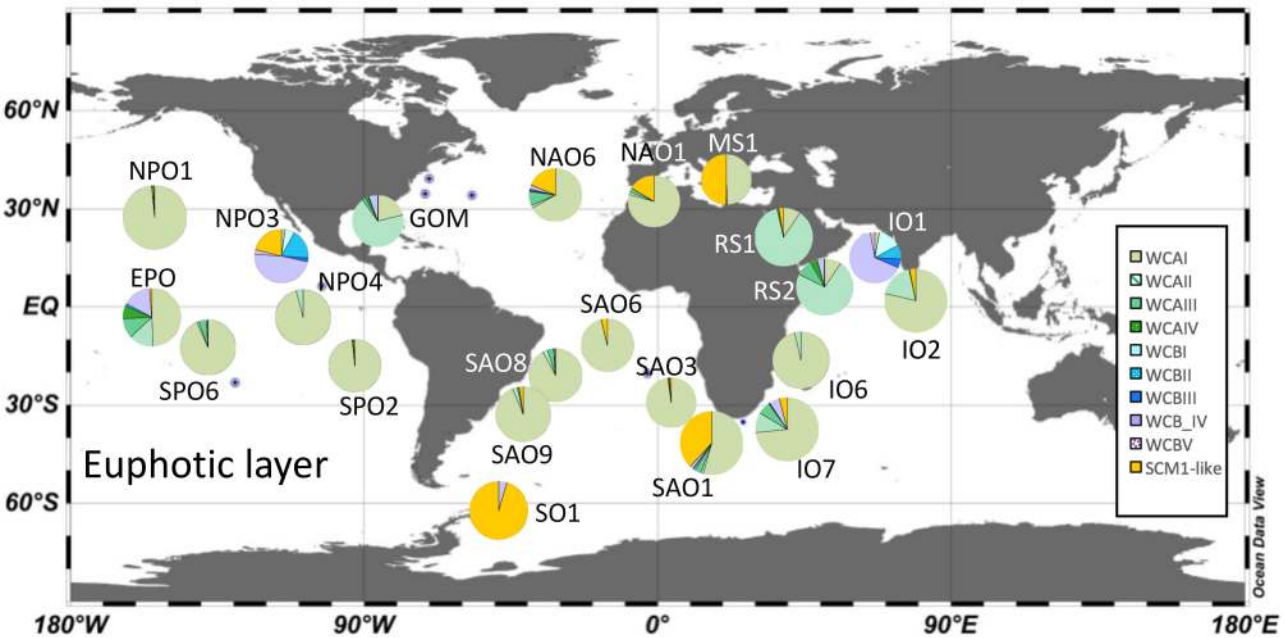 60°N
MS1
NAO6
NAO1
NPO1
30°N
NPO3
GOM
IO1
RS1
WCAI
WCAII
WCAIII
WCAIV
WCBI
WCBII
WCBIII
WCB_IV
WCBV
SCM1-like
EPO
NPO4
RS2
EQ
SAO6
IO2
SAO8
SAO3
IO6
SPO6
SPO2
30°S
SAO9
IO7
Euphotic layer
SAO1
60°S
SO1
Ocean Data View
180°W
90°W
0°
90°E
180°E